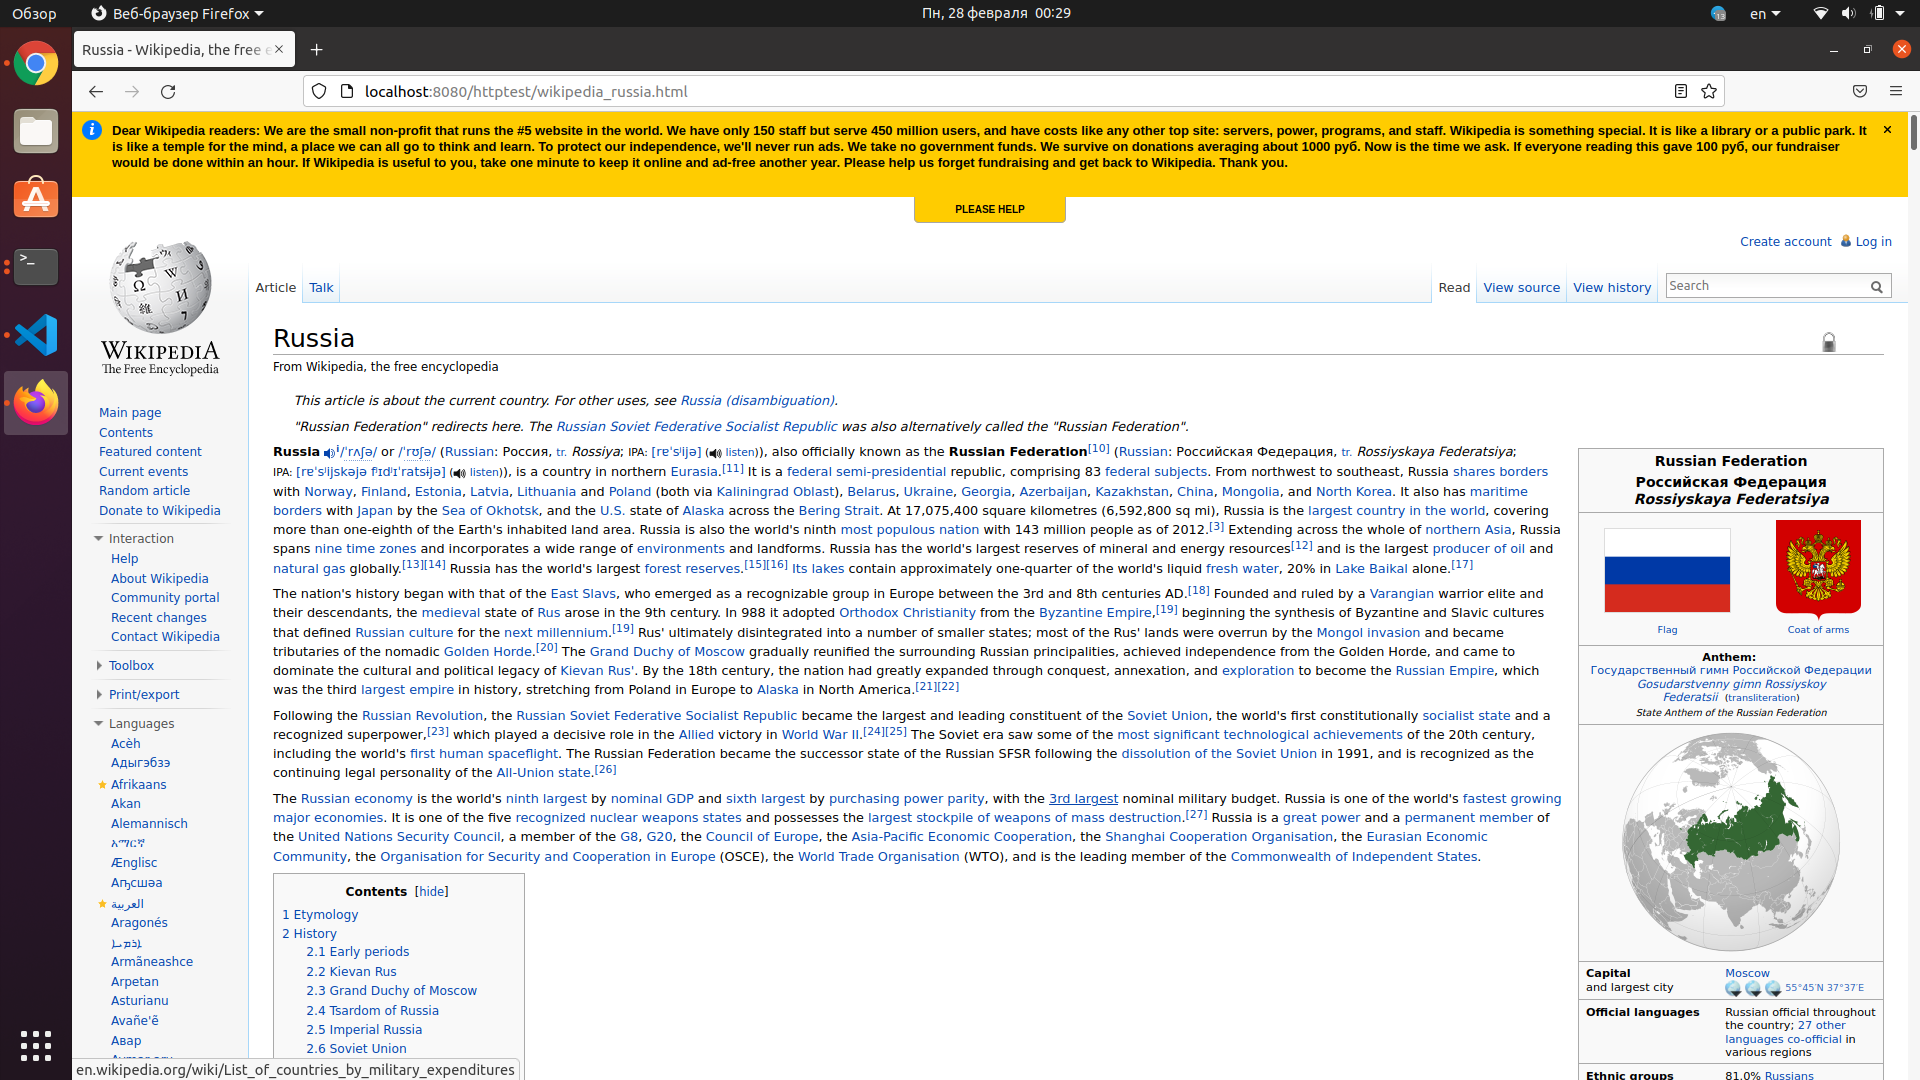 Обзор
Веб-браузер Firefox
Пн, 28 февраля 00:29
en
Russia - Wikipedia, the free e
localhost:8080/httptest/wikipedia_russia.html
Dear Wikipedia readers: We are the small non-profit that runs the #5 website in the world. We have only 150 staff but serve 450 million users, and have costs like any other top site: servers, power, programs, and staff. Wikipedia is something special. It is like a library or a public park. It
is like a temple for the mind, a place we can all go to think and learn. To protect our independence, we'll never run ads. We take no government funds. We survive on donations averaging about 1000 руб. Now is the time we ask. If everyone reading this gave 100 руб, our fundraiser
would be done within an hour. If Wikipedia is useful to you, take one minute to keep it online and ad-free another year. Please help us forget fundraising and get back to Wikipedia. Thank you.
PLEASE HELP
Create account Log in
Article Talk
Read View source View history Search
WIKIPEDIA
The Free Encyclopedia
Main page
Contents
Featured content
Current events
Random article
Donate to Wikipedia
Interaction
Help
About Wikipedia
Community portal
Recent changes
Contact Wikipedia
Toolbox
Print/export
Languages
Acèh
Адыгэбзэ
Afrikaans
Akan
Alemannisch
አማርኛ
Ænglisc
Аҧсшәа
العربية
Aragonés
ܐܪܡܝܐ
Armãneashce
Arpetan
Asturianu
Avañe'ẽ
Авар
Russia
From Wikipedia, the free encyclopedia
This article is about the current country. For other uses, see Russia (disambiguation).
"Russian Federation" redirects here. The Russian Soviet Federative Socialist Republic was also alternatively called the "Russian Federation".
Russia i/ˈrʌʃə/ or /ˈrʊʃə/ (Russian: Россия, tr. Rossiya; IPA: [rɐˈsʲijə] ( listen)), also officially known as the Russian Federation[10] (Russian: Российская Федерация, tr. Rossiyskaya Federatsiya;
IPA: [rɐˈsʲijskəjə fʲɪdʲɪˈratsɨjə] ( listen)), is a country in northern Eurasia.[11] It is a federal semi-presidential republic, comprising 83 federal subjects. From northwest to southeast, Russia shares borders
with Norway, Finland, Estonia, Latvia, Lithuania and Poland (both via Kaliningrad Oblast), Belarus, Ukraine, Georgia, Azerbaijan, Kazakhstan, China, Mongolia, and North Korea. It also has maritime
borders with Japan by the Sea of Okhotsk, and the U.S. state of Alaska across the Bering Strait. At 17,075,400 square kilometres (6,592,800 sq mi), Russia is the largest country in the world, covering
more than one-eighth of the Earth's inhabited land area. Russia is also the world's ninth most populous nation with 143 million people as of 2012.[3] Extending across the whole of northern Asia, Russia
spans nine time zones and incorporates a wide range of environments and landforms. Russia has the world's largest reserves of mineral and energy resources[12] and is the largest producer of oil and
natural gas globally.[13][14] Russia has the world's largest forest reserves.[15][16] Its lakes contain approximately one-quarter of the world's liquid fresh water, 20% in Lake Baikal alone.[17]
The nation's history began with that of the East Slavs, who emerged as a recognizable group in Europe between the 3rd and 8th centuries AD.[18] Founded and ruled by a Varangian warrior elite and
their descendants, the medieval state of Rus arose in the 9th century. In 988 it adopted Orthodox Christianity from the Byzantine Empire,[19] beginning the synthesis of Byzantine and Slavic cultures
that defined Russian culture for the next millennium.[19] Rus' ultimately disintegrated into a number of smaller states; most of the Rus' lands were overrun by the Mongol invasion and became
tributaries of the nomadic Golden Horde.[20] The Grand Duchy of Moscow gradually reunified the surrounding Russian principalities, achieved independence from the Golden Horde, and came to
dominate the cultural and political legacy of Kievan Rus'. By the 18th century, the nation had greatly expanded through conquest, annexation, and exploration to become the Russian Empire, which
was the third largest empire in history, stretching from Poland in Europe to Alaska in North America.[21][22]
Following the Russian Revolution, the Russian Soviet Federative Socialist Republic became the largest and leading constituent of the Soviet Union, the world's first constitutionally socialist state and a
recognized superpower,[23] which played a decisive role in the Allied victory in World War II.[24][25] The Soviet era saw some of the most significant technological achievements of the 20th century,
including the world's first human spaceflight. The Russian Federation became the successor state of the Russian SFSR following the dissolution of the Soviet Union in 1991, and is recognized as the
continuing legal personality of the All-Union state.[26]
The Russian economy is the world's ninth largest by nominal GDP and sixth largest by purchasing power parity, with the 3rd largest nominal military budget. Russia is one of the world's fastest growing
major economies. It is one of the five recognized nuclear weapons states and possesses the largest stockpile of weapons of mass destruction.[27] Russia is a great power and a permanent member of
the United Nations Security Council, a member of the G8, G20, the Council of Europe, the Asia-Pacific Economic Cooperation, the Shanghai Cooperation Organisation, the Eurasian Economic
Community, the Organisation for Security and Cooperation in Europe (OSCE), the World Trade Organisation (WTO), and is the leading member of the Commonwealth of Independent States.
Contents [hide]
1 Etymology
2 History
2.1 Early periods
2.2 Kievan Rus
2.3 Grand Duchy of Moscow
2.4 Tsardom of Russia
2.5 Imperial Russia
2.6 Soviet Union
Russian Federation
Российская Федерация
Rossiyskaya Federatsiya
Flag Coat of arms
Anthem:
Государственный гимн Российской Федерации
Gosudarstvenny gimn Rossiyskoy
Federatsii (transliteration)
State Anthem of the Russian Federation
Capital Moscow
and largest city 55°45′N 37°37′E
Official languages Russian official throughout
the country; 27 other
languages co-official in
various regions
Ethnic groups 81.0% Russians
en.wikipedia.org/wiki/List_of_countries_by_military_expenditures